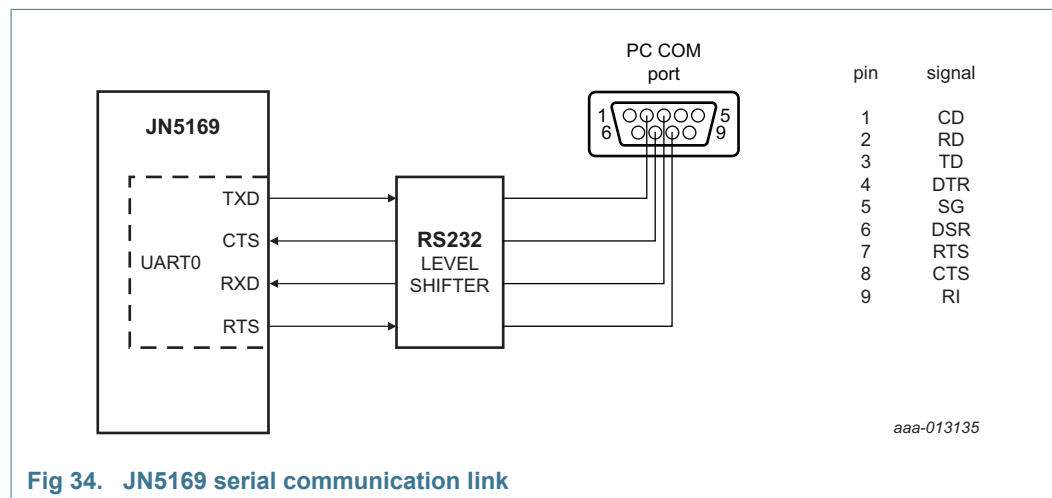 PC COM
port
1
5
6
9
JN5169
UART0
TXD
CTS
RXD
RTS
RS232
LEVEL
SHIFTER
pin signal
1 CD
2 RD
3 TD
4 DTR
5 SG
6 DSR
7 RTS
8 CTS
9 RI
aaa-013135
Fig 34. JN5169 serial communication link